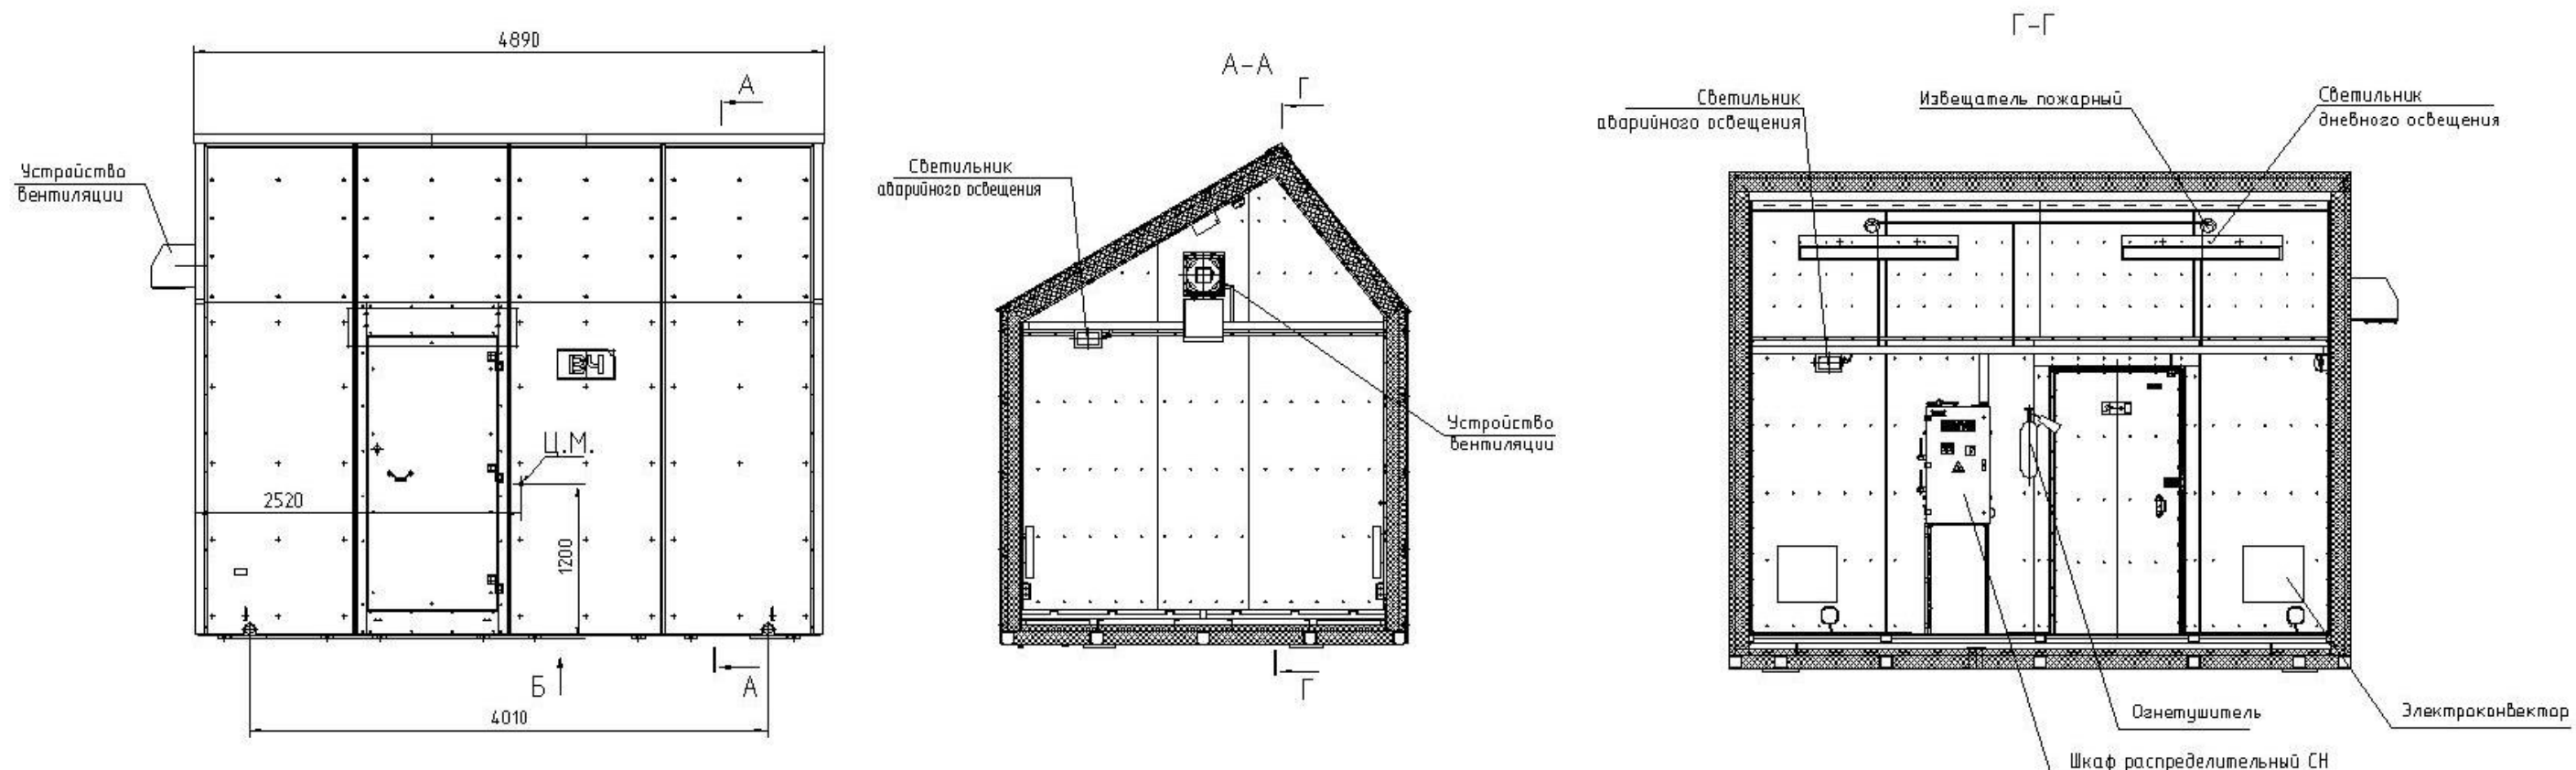 4890
А
Устройство
вентиляции
ВЧ
Ц.М.
2520
1200
Б
А
4010
А-А
Г
Светильник
аварийного освещения
Устройство
вентиляции
Г
Г-Г
Светильник
аварийного освещения
Извещатель пожарный
Светильник
дневного освещения
Огнетушитель
Электроконвектор
Шкаф распределительный СН